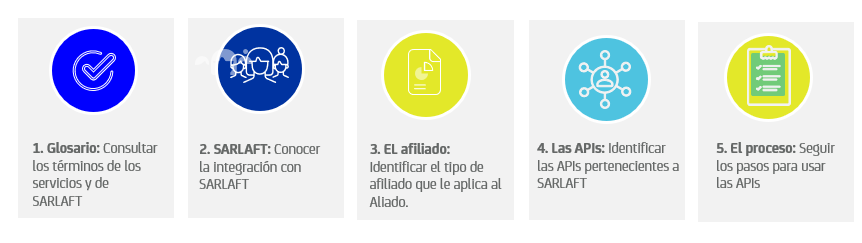 1. Glosario: Consultar
los términos de los
servicios y de
SARLAFT
2. SARLAFT: Conocer
la integración con
SARLAFT
3. EL afiliado:
Identificar el tipo de
afiliado que le aplica al
Aliado.
4. Las APIs: Identificar
las APIs pertenecientes a
SARLAFT
5. El proceso: Seguir
los pasos para usar
las APIs